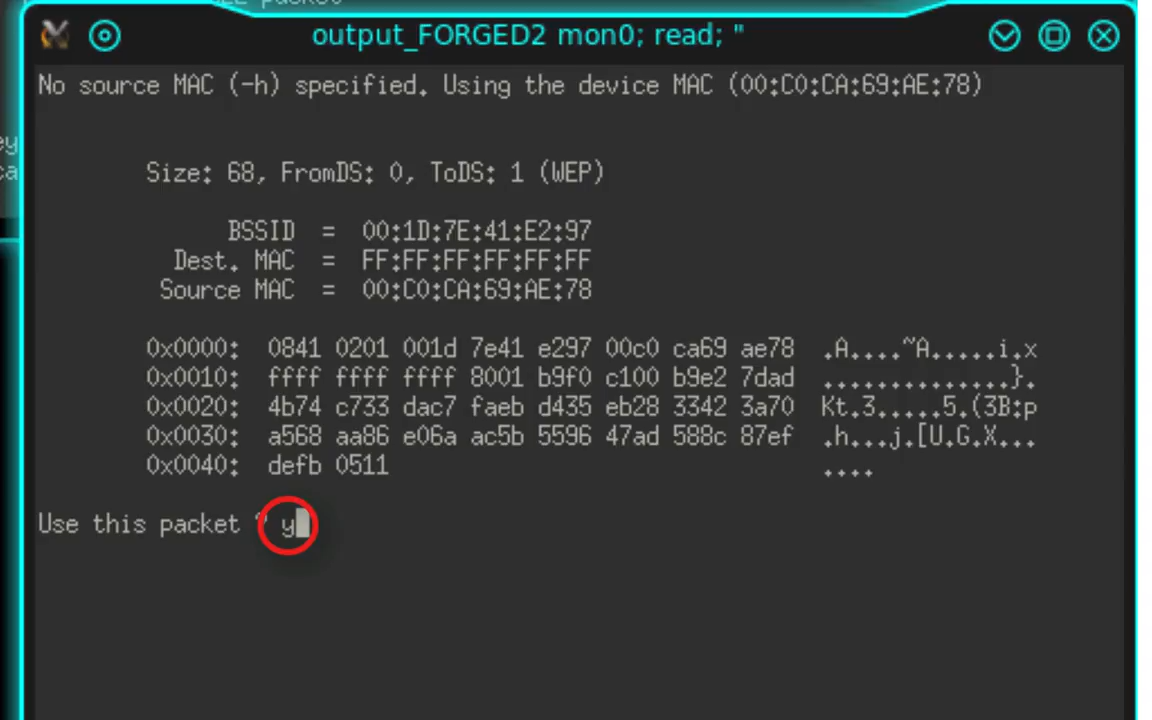 packet
output_FORGED2 mon0; read; "
No source MAC (-h) specified. Using the device MAC (00:C0:CA:69:AE:78)
Size: 68, FromDS: 0, ToDS: 1 (WEP)
BSSID = 00:1D:7E:41:E2:97
Dest. MAC = FF:FF:FF:FF:FF:FF
Source MAC = 00:C0:CA:69:AE:78
0x0000: 0841 0201 001d 7e41 e297 00c0 ca69 ae78 .A....~A.....i.x
0x0010: ffff ffff ffff 8001 b9f0 c100 b9e2 7dad ..............}.
0x0020: 4b74 c733 dac7 faeb d435 eb28 3342 3a70 Kt.3.....5.(3B:p
0x0030: a568 aa86 e06a ac5b 5596 47ad 588c 87ef .h...j.[U.G.X...
0x0040: defb 0511 ....
Use this packet ? y